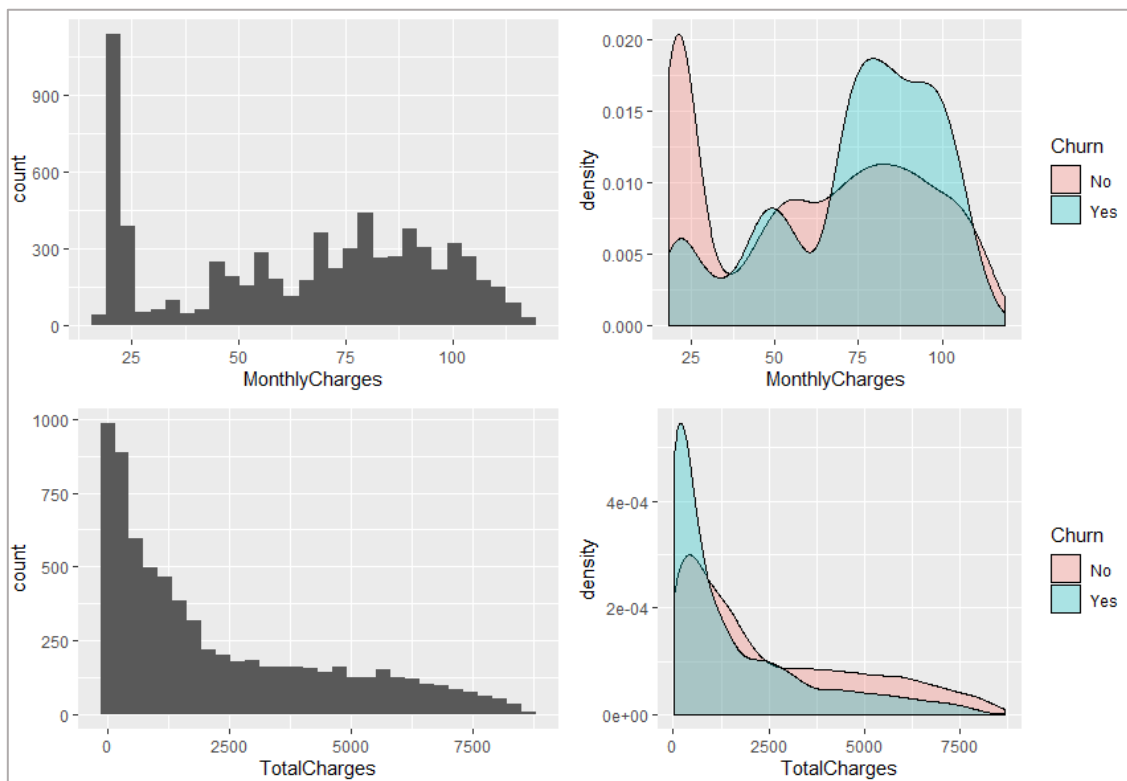 900
600
300
0
count
25
50
75
100
MonthlyCharges
0.020
0.015
0.010
0.005
0.000
density
25
50
75
100
MonthlyCharges
Churn
No
Yes
1000
750
500
250
0
count
0
2500
5000
7500
TotalCharges
4e-04
2e-04
0e+00
density
0
2500
5000
7500
TotalCharges
Churn
No
Yes